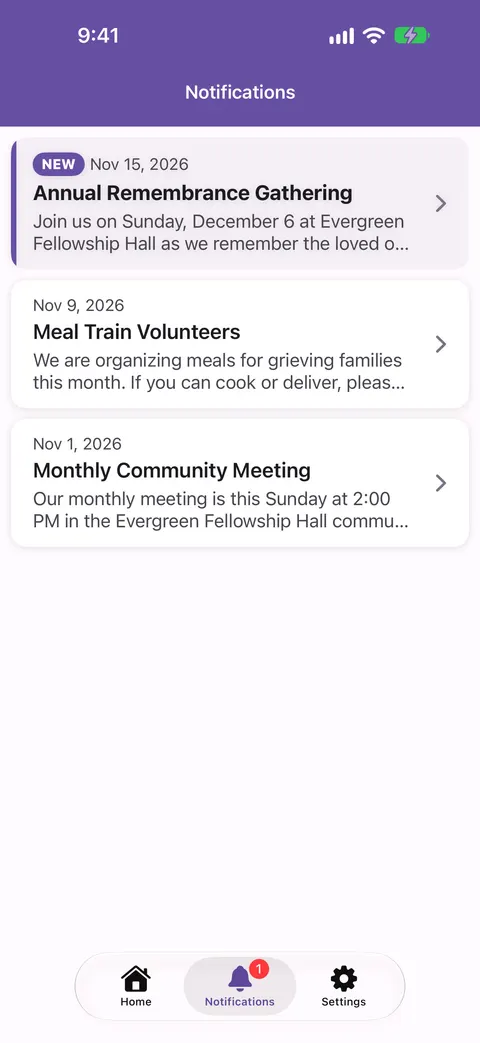 9:41
Notifications
NEW Nov 15, 2026
Annual Remembrance Gathering
Join us on Sunday, December 6 at Evergreen
Fellowship Hall as we remember the loved o...
Nov 9, 2026
Meal Train Volunteers
We are organizing meals for grieving families
this month. If you can cook or deliver, pleas...
Nov 1, 2026
Monthly Community Meeting
Our monthly meeting is this Sunday at 2:00
PM in the Evergreen Fellowship Hall commu...
1
Home Notifications Settings